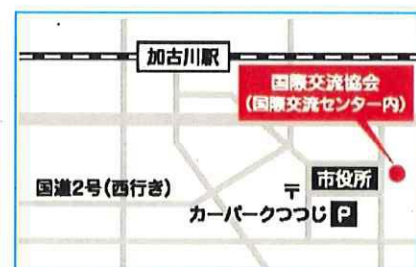 加古川駅
国際交流協会
(国際交流センター内)
国道2号(西行き)
市役所
〒
カーパークつつじ P